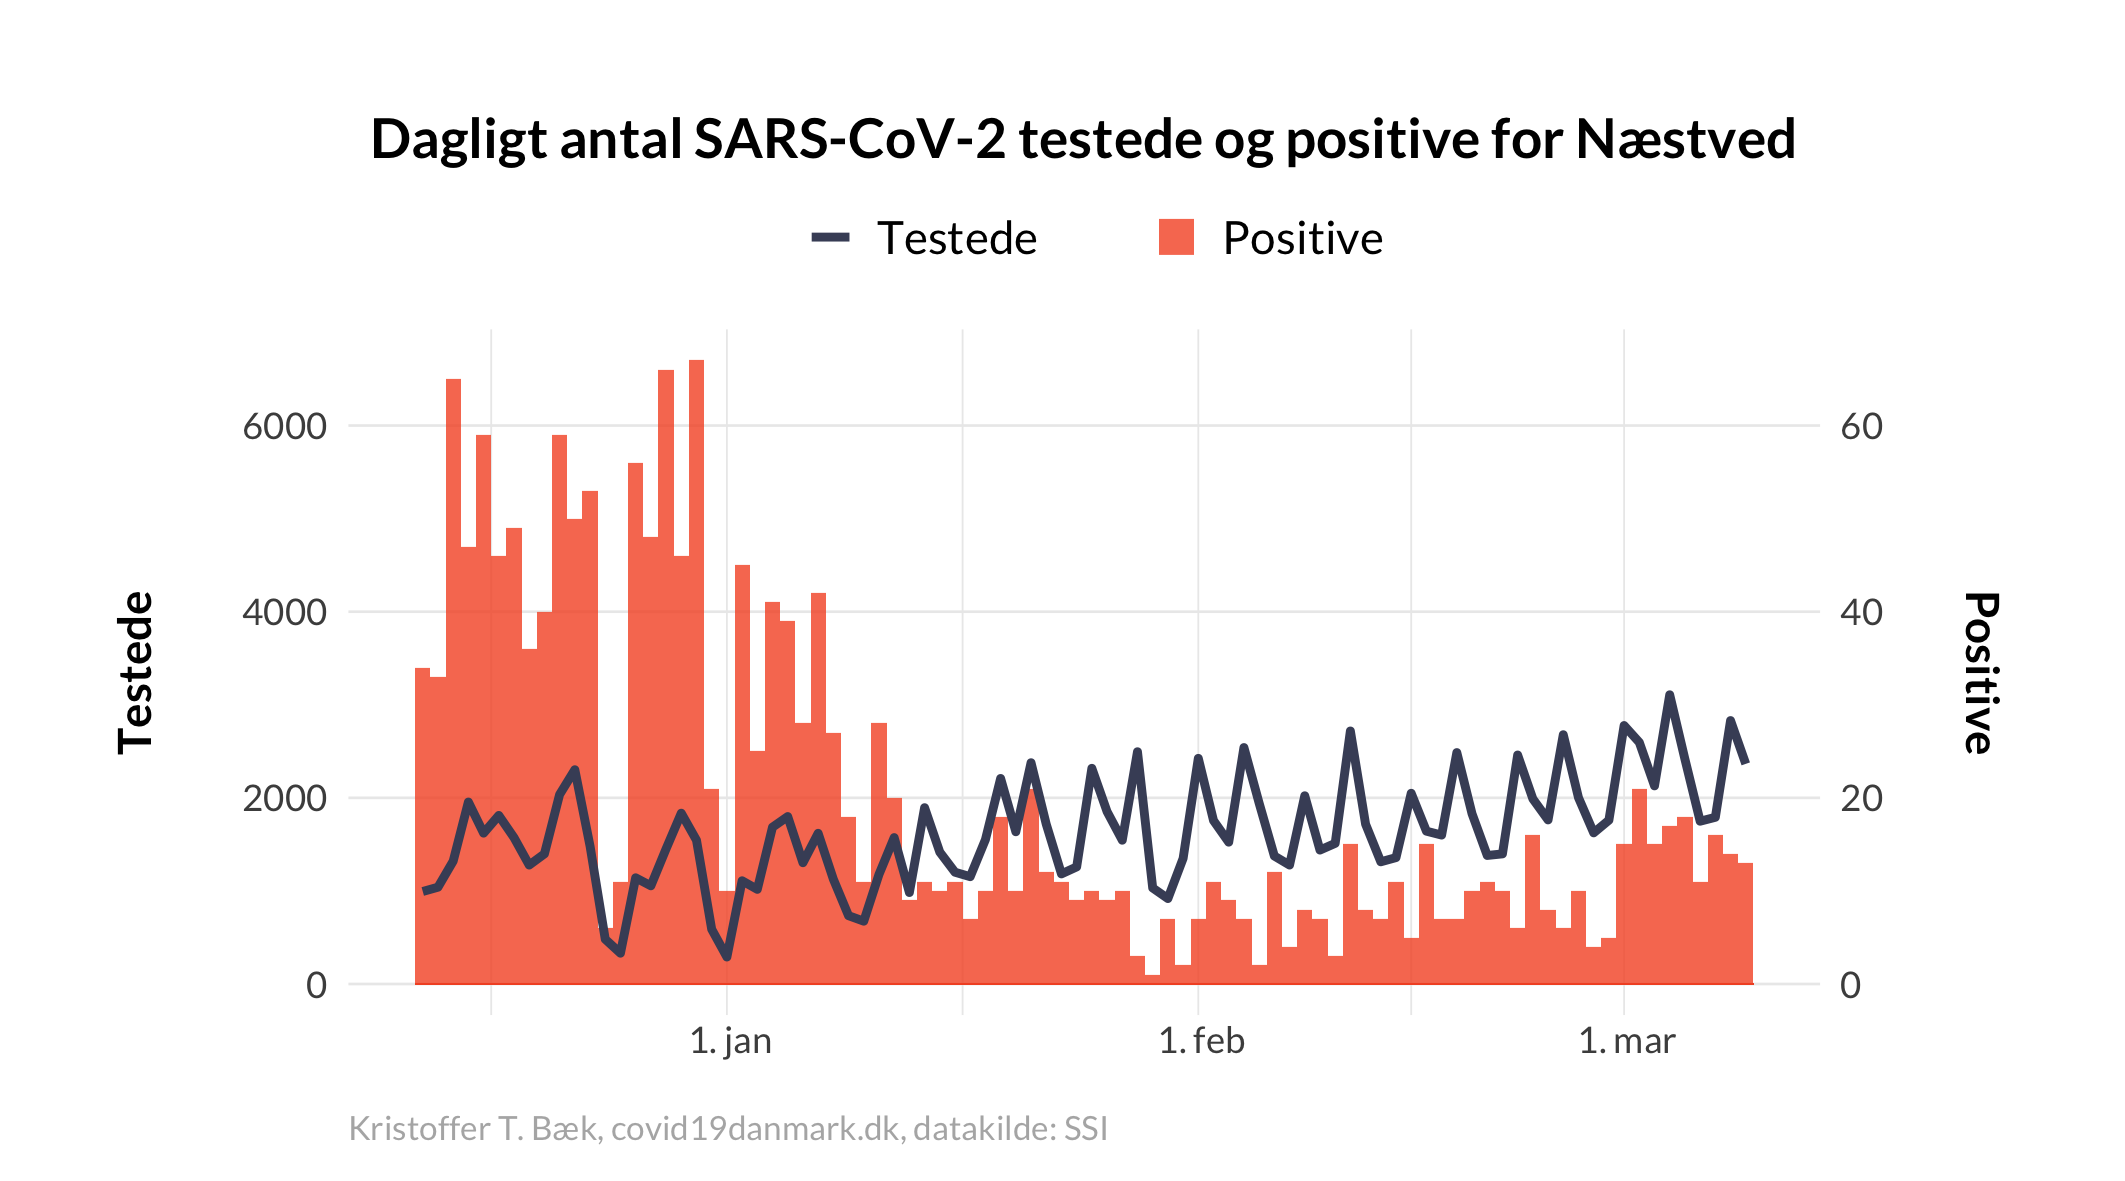 Dagligt antal SARS-CoV-2 testede og positive for Næstved
Testede Positive
6000 60
4000 40
2000 20
0 0
Testede
Positive
1. jan 1. feb 1. mar
Kristoffer T. Bæk, covid19danmark.dk, datakilde: SSI